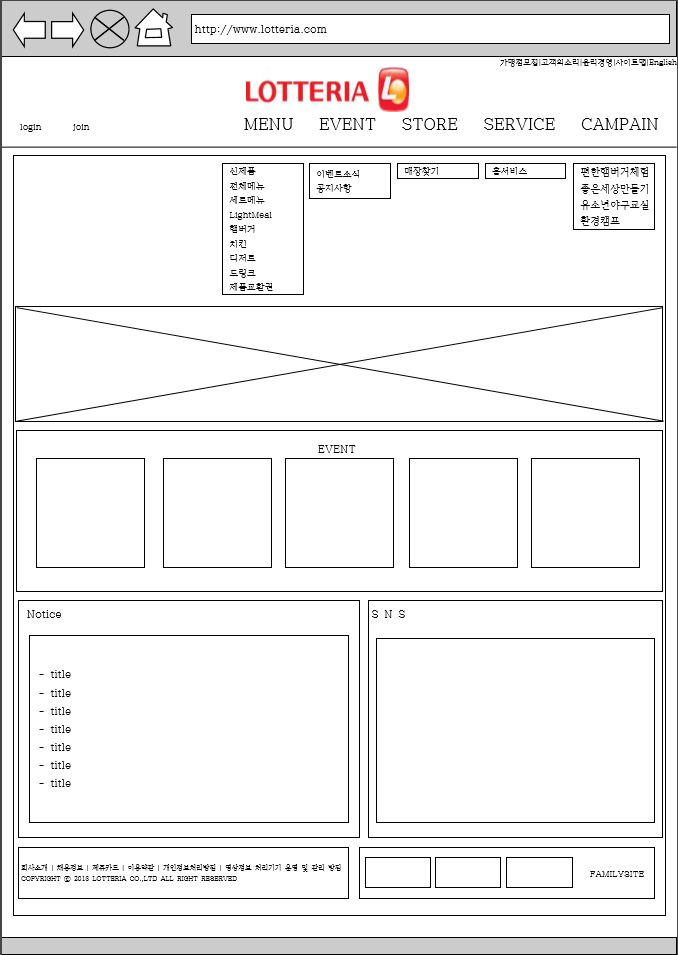 http://www.lotteria.com
가맹점모집|고객의소리|윤리경영|사이트맵|English
LOTTERIA
login join
MENU EVENT STORE SERVICE CAMPAIN
신제품
전체메뉴
세트메뉴
LightMeal
햄버거
치킨
디저트
드링크
제품교환권
이벤트소식
공지사항
매장찾기
홈서비스
편한햄버거체험
좋은세상만들기
유소년야구교실
환경캠프
EVENT
Notice
- title
- title
- title
- title
- title
- title
- title
S N S
회사소개 | 채용정보 | 제휴카드 | 이용약관 | 개인정보처리방침 | 영상정보 처리기기 운영 및 관리 방침
COPYRIGHT ⓒ 2015 LOTTERIA CO.,LTD ALL RIGHT RESERVED
FAMILYSITE